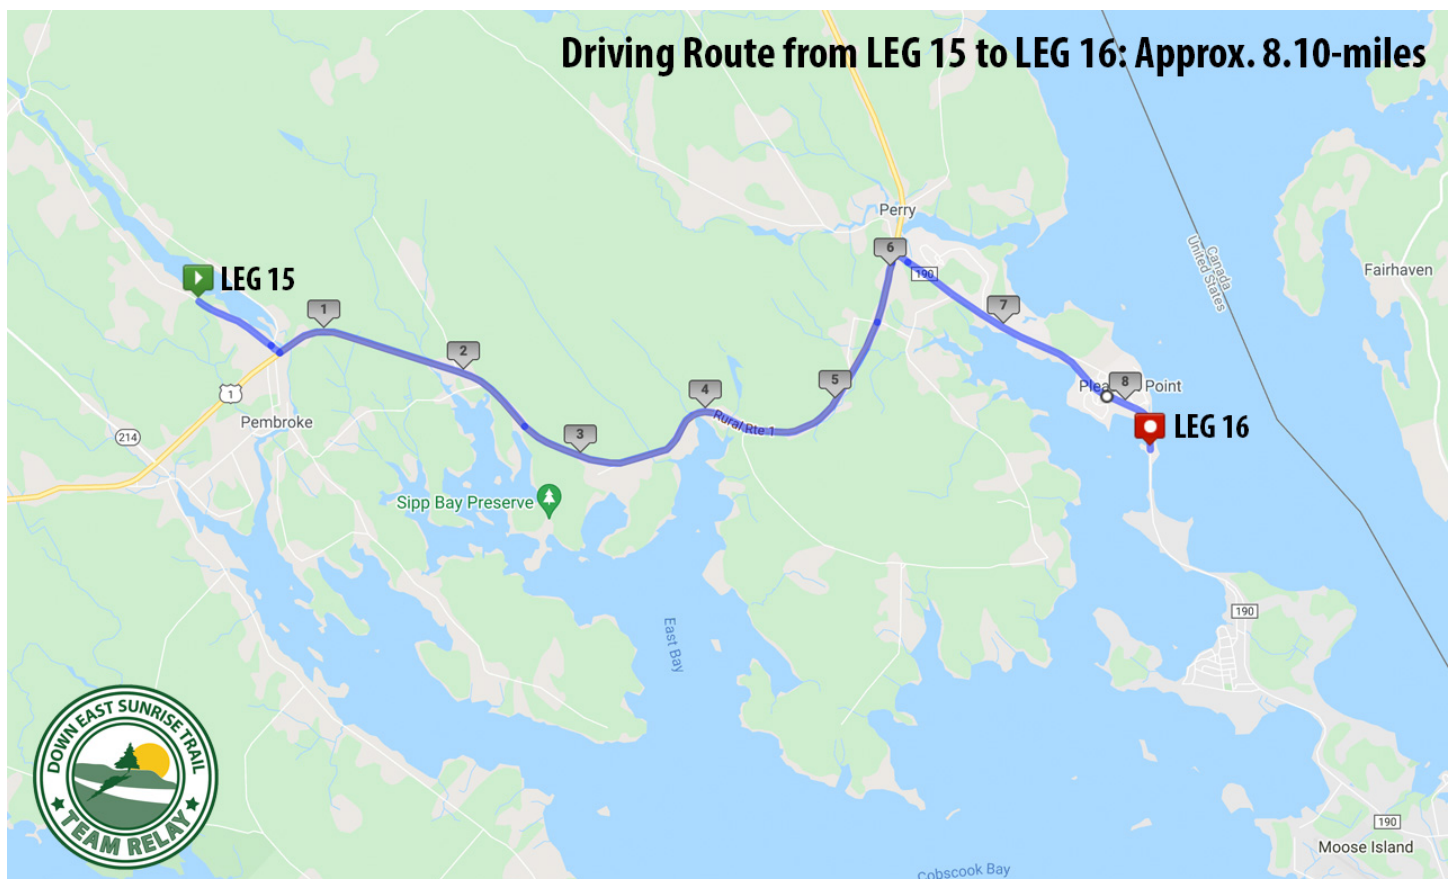 Driving Route from LEG 15 to LEG 16: Approx. 8.10-miles
Canada
United States
Perry
6
190
Fairhaven
LEG 15
1
7
2
1
Pembroke
214
4
5
Rural Rte 1
8
Point
LEG 16
3
Sipp Bay Preserve
East Bay
190
190
Moose Island
Cobscook Bay
DOWN EAST SUNRISE TRAIL
TEAM RELAY